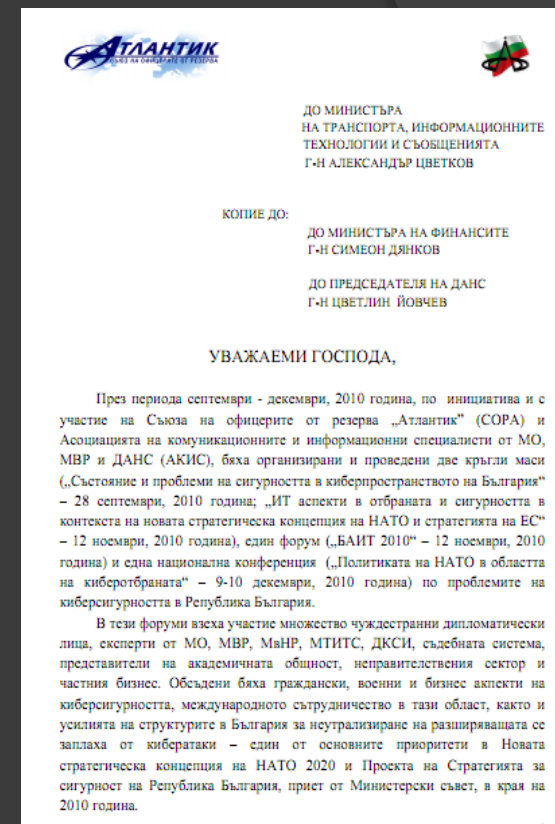 АТЛАНТИК
СЪЮЗ НА ОФИЦЕРИТЕ ОТ РЕЗЕРВА
ДО МИНИСТЪРА
НА ТРАНСПОРТА, ИНФОРМАЦИОННИТЕ
ТЕХНОЛОГИИ И СЪОБЩЕНИЯТА
Г-Н АЛЕКСАНДЪР ЦВЕТКОВ
КОПИЕ ДО:
ДО МИНИСТЪРА НА ФИНАНСИТЕ
Г-Н СИМЕОН ДЯНКОВ
ДО ПРЕДСЕДАТЕЛЯ НА ДАНС
Г-Н ЦВЕТЛИН ЙОВЧЕВ
УВАЖАЕМИ ГОСПОДА,
През периода септември - декември, 2010 година, по инициатива и с
участие на Съюза на офицерите от резерва „Атлантик” (СОРА) и
Асоциацията на комуникационните и информационни специалисти от МО,
МВР и ДАНС (АКИС), бяха организирани и проведени две кръгли маси
(„Състояние и проблеми на сигурността в киберпространството на България“
– 28 септември, 2010 година; „ИТ аспекти в отбраната и сигурността в
контекста на новата стратегическа концепция на НАТО и стратегията на ЕС“
– 12 ноември, 2010 година), един форум („БАИТ 2010“ – 12 ноември, 2010
година) и една национална конференция („Политиката на НАТО в областта
на киберотбраната“ – 9-10 декември, 2010 година) по проблемите на
киберсигурността в Република България.
В тези форуми взеха участие множество чуждестранни дипломатически
лица, експерти от МО, МВР, МвНР, МТИТС, ДКСИ, съдебната система,
представители на академичната общност, неправителствения сектор и
частния бизнес. Обсъдени бяха граждански, военни и бизнес акпекти на
киберсигурността, международното сътрудничество в тази област, както и
усилията на структурите в България за неутрализиране на разширяващата се
заплаха от кибератаки – един от основните приоритети в Новата
стратегическа концепция на НАТО 2020 и Проекта на Стратегията за
сигурност на Република България, приет от Министерски съвет, в края на
2010 година.